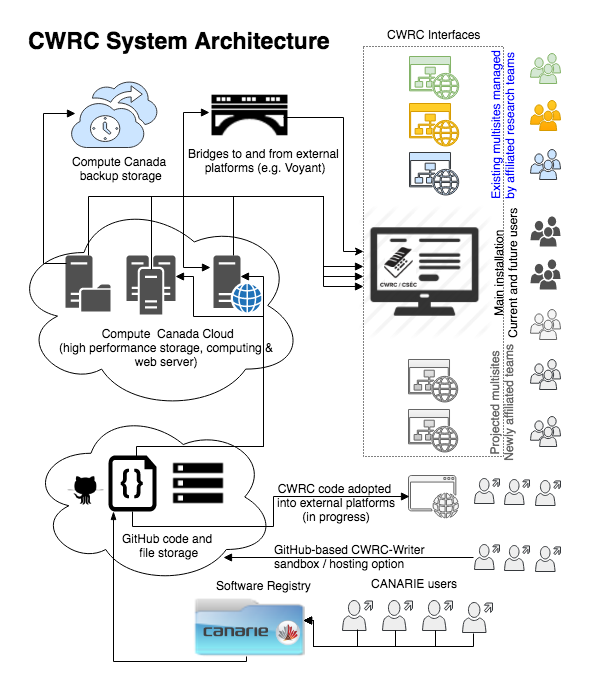 CWRC System Architecture
CWRC Interfaces
Compute Canada
backup storage
Bridges to and from external
platforms (e.g. Voyant)
Existing multisites managed
by affiliated research teams
CWRC / CSÉC
Main installation
Current and future users
Compute Canada Cloud
(high performance storage, computing &
web server)
Projected multisites
Newly affiliated teams
{}
GitHub code and
file storage
CWRC code adopted
into external platforms
(in progress)
GitHub-based CWRC-Writer
sandbox / hosting option
Software Registry
CANARIE users
canarie